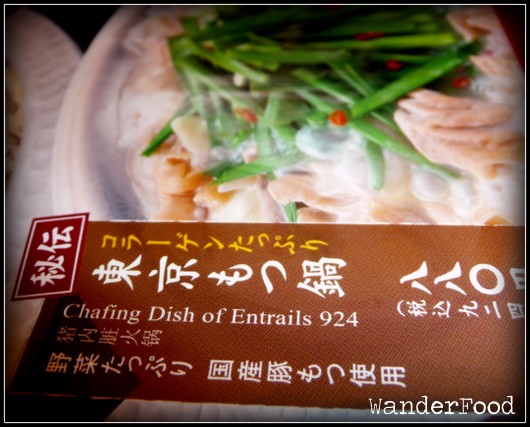 秘伝
コラーゲンたっぷり
東京もつ鍋
八八〇円
(税込九二四
Chafing Dish of Entrails 924
猪内脏火锅
野菜たっぷり 国産豚もつ使用
WanderFood